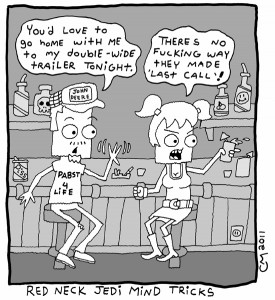 YOU'D LOVE TO
GO HOME WITH ME
TO MY DOUBLE-WIDE
TRAILER TONIGHT.
THERE'S NO
FUCKING WAY
THEY MADE
'LAST CALL'!
JOHN
DEERE
PABST
4
LIFE
CM 2011
RED NECK JEDI MIND TRICKS